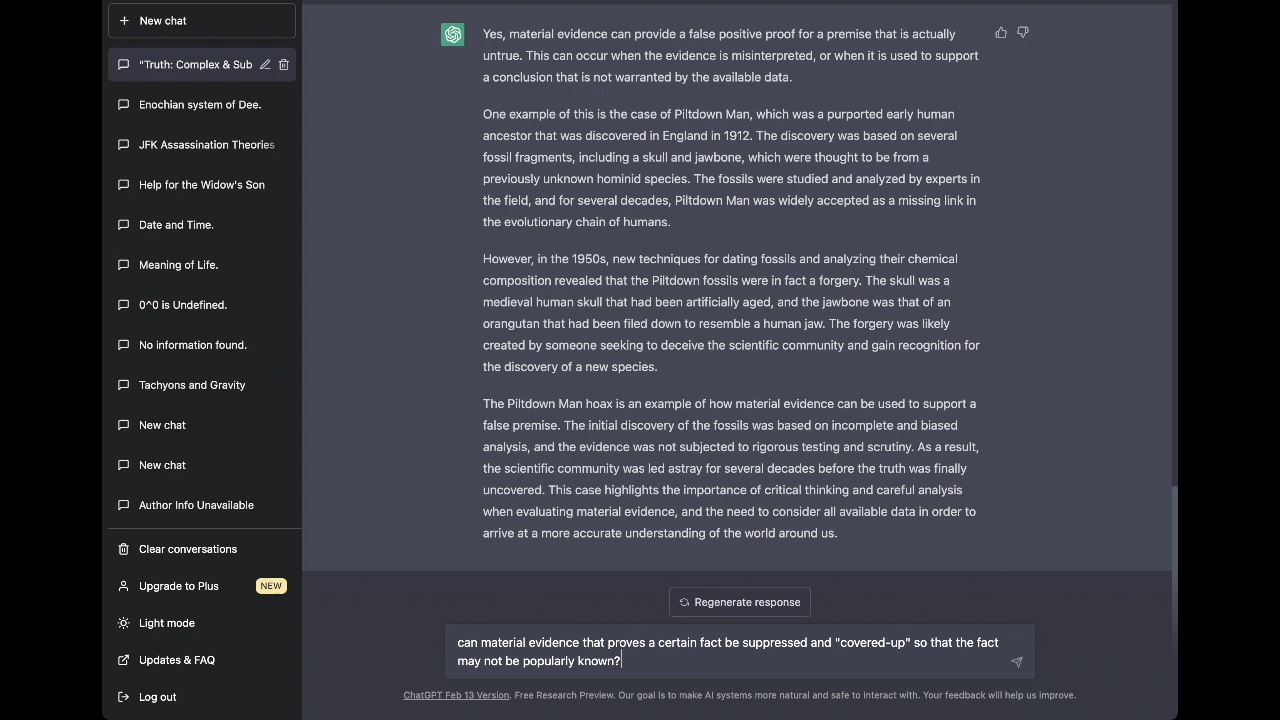 New chat
"Truth: Complex & Sub
Enochian system of Dee.
JFK Assassination Theories
Help for the Widow's Son
Date and Time.
Meaning of Life.
0^0 is Undefined.
No information found.
Tachyons and Gravity
New chat
New chat
Author Info Unavailable
Clear conversations
Upgrade to Plus NEW
Light mode
Updates & FAQ
Log out
Yes, material evidence can provide a false positive proof for a premise that is actually
untrue. This can occur when the evidence is misinterpreted, or when it is used to support
a conclusion that is not warranted by the available data.
One example of this is the case of Piltdown Man, which was a purported early human
ancestor that was discovered in England in 1912. The discovery was based on several
fossil fragments, including a skull and jawbone, which were thought to be from a
previously unknown hominid species. The fossils were studied and analyzed by experts in
the field, and for several decades, Piltdown Man was widely accepted as a missing link in
the evolutionary chain of humans.
However, in the 1950s, new techniques for dating fossils and analyzing their chemical
composition revealed that the Piltdown fossils were in fact a forgery. The skull was a
medieval human skull that had been artificially aged, and the jawbone was that of an
orangutan that had been filed down to resemble a human jaw. The forgery was likely
created by someone seeking to deceive the scientific community and gain recognition for
the discovery of a new species.
The Piltdown Man hoax is an example of how material evidence can be used to support a
false premise. The initial discovery of the fossils was based on incomplete and biased
analysis, and the evidence was not subjected to rigorous testing and scrutiny. As a result,
the scientific community was led astray for several decades before the truth was finally
uncovered. This case highlights the importance of critical thinking and careful analysis
when evaluating material evidence, and the need to consider all available data in order to
arrive at a more accurate understanding of the world around us.
Regenerate response
can material evidence that proves a certain fact be suppressed and "covered-up" so that the fact
may not be popularly known?
ChatGPT Feb 13 Version. Free Research Preview. Our goal is to make AI systems more natural and safe to interact with. Your feedback will help us improve.